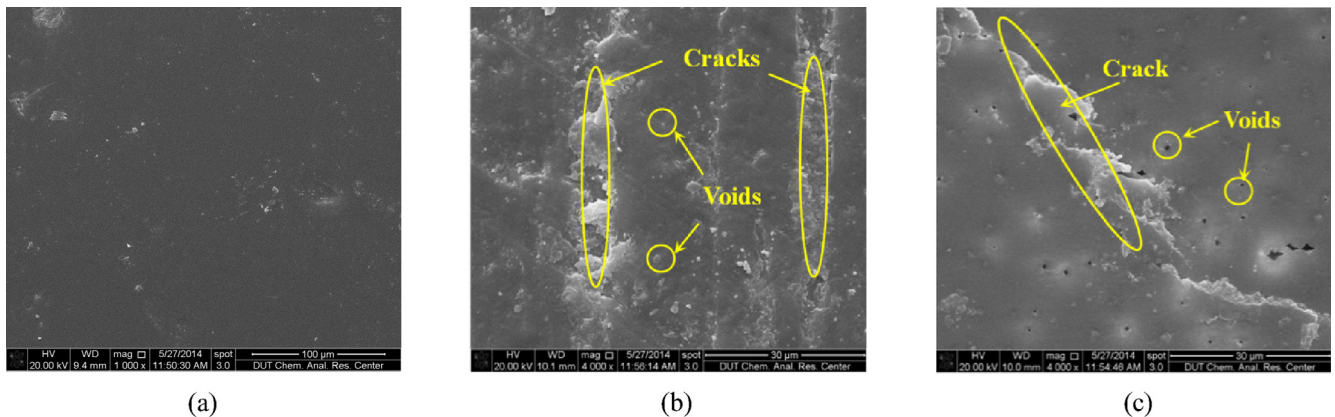 Cracks
Voids
Crack
Voids
HV WD mag □ 5/27/2014 spot 100 µm
20.00 kV 9.4 mm 1 000 x 11:50:30 AM 3.0 DUT Chem. Anal. Res. Center
HV WD mag □ 5/27/2014 spot 30 µm
20.00 kV 10.1 mm 4 000 x 11:56:14 AM 3.0 DUT Chem. Anal. Res. Center
HV WD mag □ 5/27/2014 spot 30 µm
20.00 kV 10.0 mm 4 000 x 11:54:46 AM 3.0 DUT Chem. Anal. Res. Center
(a)
(b)
(c)